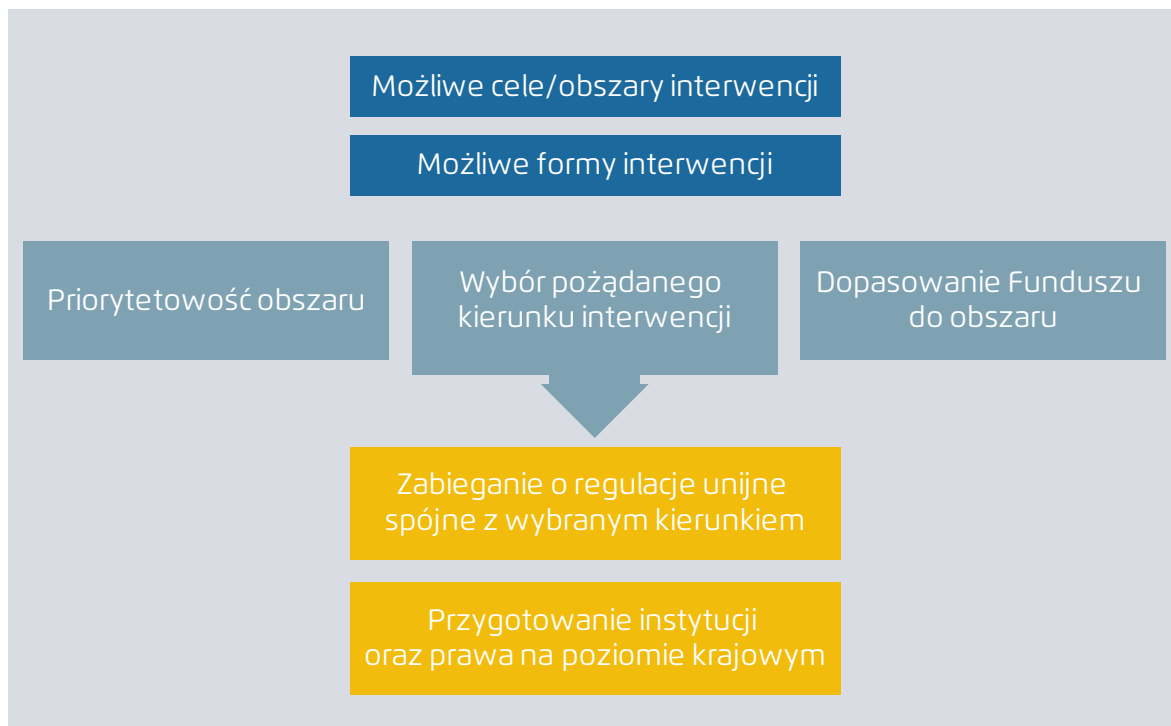 Możliwe cele/obszary interwencji
Możliwe formy interwencji
Priorytetowość obszaru
Wybór pożądanego
kierunku interwencji
Dopasowanie Funduszu
do obszaru
Zabieganie o regulacje unijne
spójne z wybranym kierunkiem
Przygotowanie instytucji
oraz prawa na poziomie krajowym